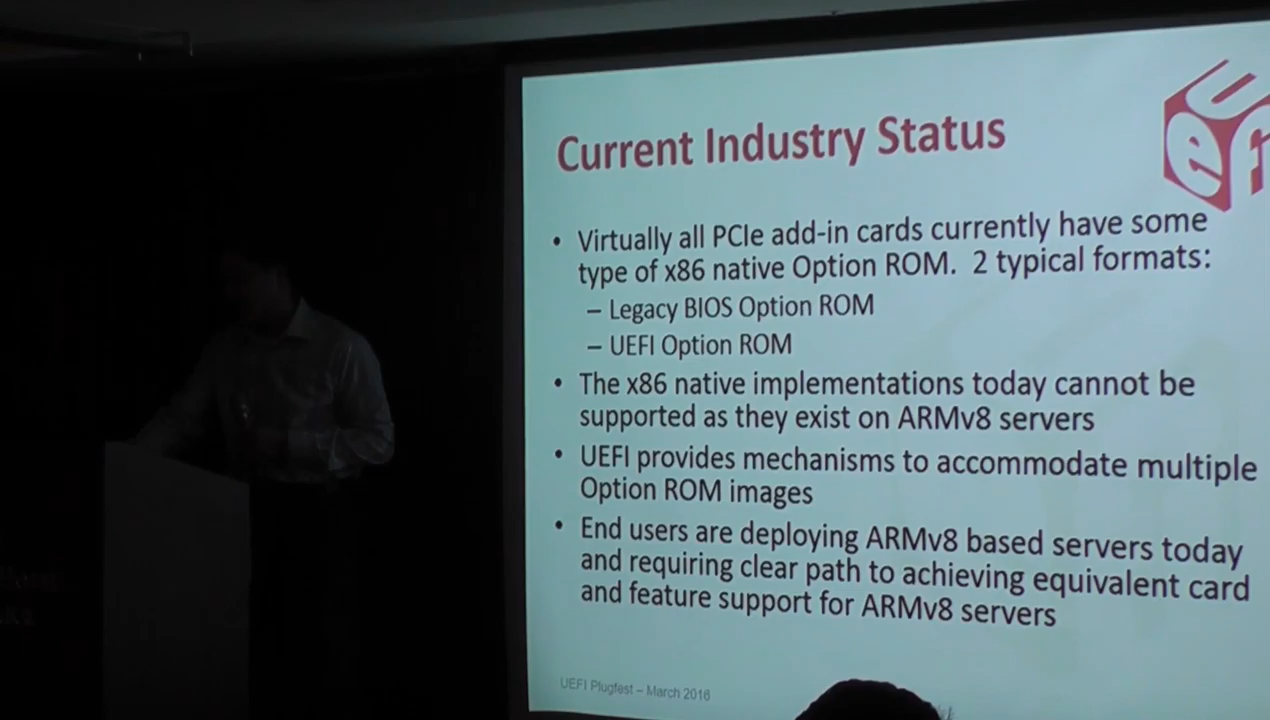 Current Industry Status
• Virtually all PCIe add-in cards currently have some
type of x86 native Option ROM. 2 typical formats:
– Legacy BIOS Option ROM
– UEFI Option ROM
• The x86 native implementations today cannot be
supported as they exist on ARMv8 servers
• UEFI provides mechanisms to accommodate multiple
Option ROM images
• End users are deploying ARMv8 based servers today
and requiring clear path to achieving equivalent card
and feature support for ARMv8 servers
UEFI Plugfest – March 2016